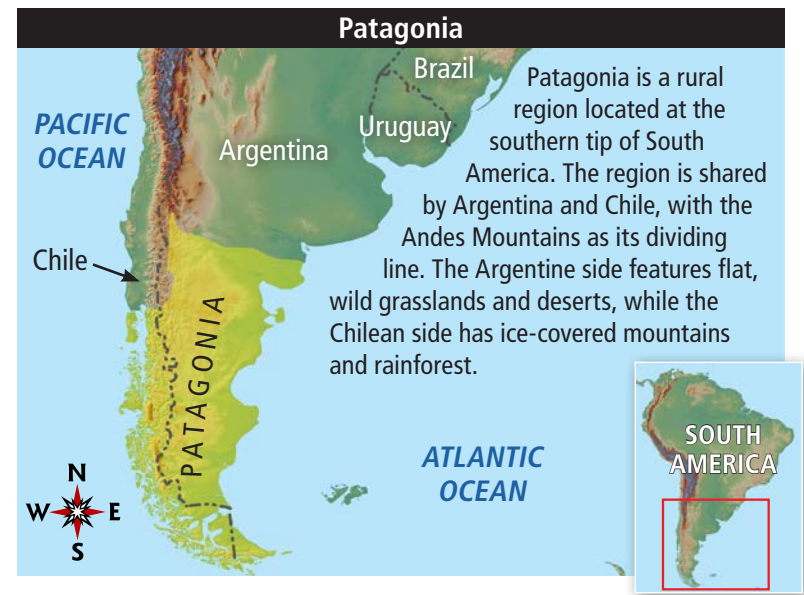 Patagonia
Brazil
Uruguay
Argentina
PACIFIC
OCEAN
Chile
PATAGONIA
Patagonia is a rural
region located at the
southern tip of South
America. The region is shared
by Argentina and Chile, with the
Andes Mountains as its dividing
line. The Argentine side features flat,
wild grasslands and deserts, while the
Chilean side has ice-covered mountains
and rainforest.
ATLANTIC
OCEAN
N
W E
S
SOUTH
AMERICA